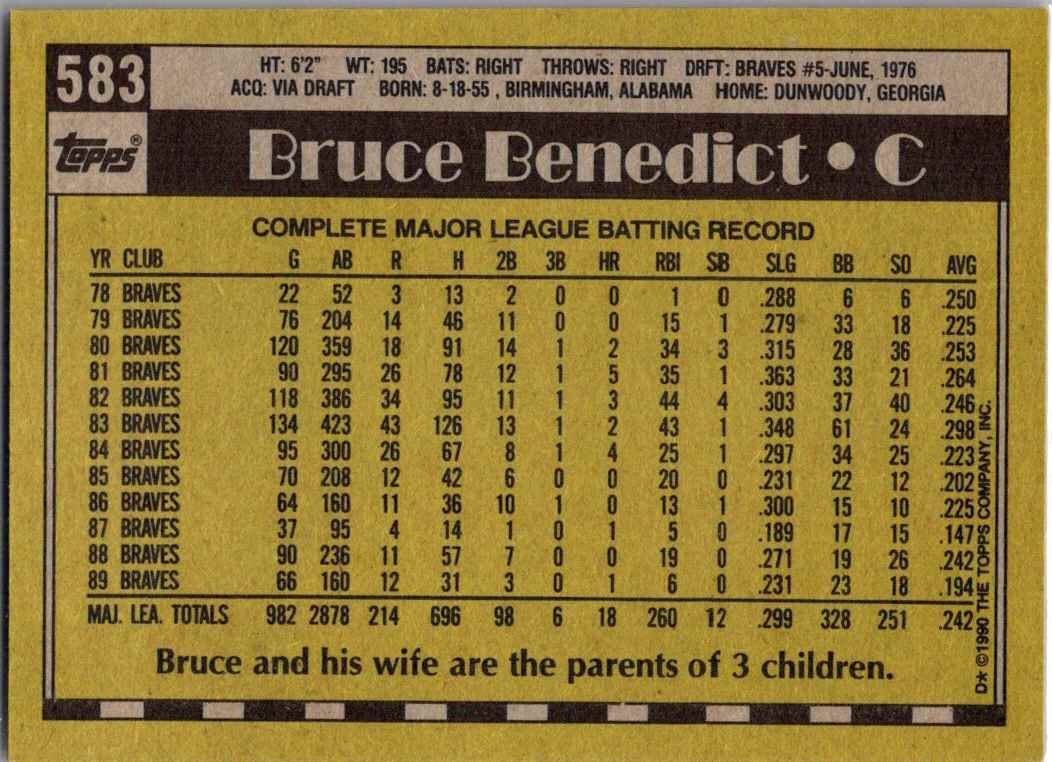 583
HT: 6'2" WT: 195 BATS: RIGHT THROWS: RIGHT DRFT: BRAVES #5-JUNE, 1976
ACQ: VIA DRAFT BORN: 8-18-55 , BIRMINGHAM, ALABAMA HOME: DUNWOODY, GEORGIA
topps®
Bruce Benedict • C
COMPLETE MAJOR LEAGUE BATTING RECORD
YR CLUB G AB R H 2B 3B HR RBI SB SLG BB SO AVG
78 BRAVES 22 52 3 13 2 0 0 1 0 .288 6 6 .250
79 BRAVES 76 204 14 46 11 0 0 15 1 .279 33 18 .225
80 BRAVES 120 359 18 91 14 1 2 34 3 .315 28 36 .253
81 BRAVES 90 295 26 78 12 1 5 35 1 .363 33 21 .264
82 BRAVES 118 386 34 95 11 1 3 44 4 .303 37 40 .246
83 BRAVES 134 423 43 126 13 1 2 43 1 .348 61 24 .298
84 BRAVES 95 300 26 67 8 1 4 25 1 .297 34 25 .223
85 BRAVES 70 208 12 42 6 0 0 20 0 .231 22 12 .202
86 BRAVES 64 160 11 36 10 1 0 13 1 .300 15 10 .225
87 BRAVES 37 95 4 14 1 0 1 5 0 .189 17 15 .147
88 BRAVES 90 236 11 57 7 0 0 19 0 .271 19 26 .242
89 BRAVES 66 160 12 31 3 0 1 6 0 .231 23 18 .194
MAJ. LEA. TOTALS 982 2878 214 696 98 6 18 260 12 .299 328 251 .242
Bruce and his wife are the parents of 3 children.
D* ©1990 THE TOPPS COMPANY, INC.